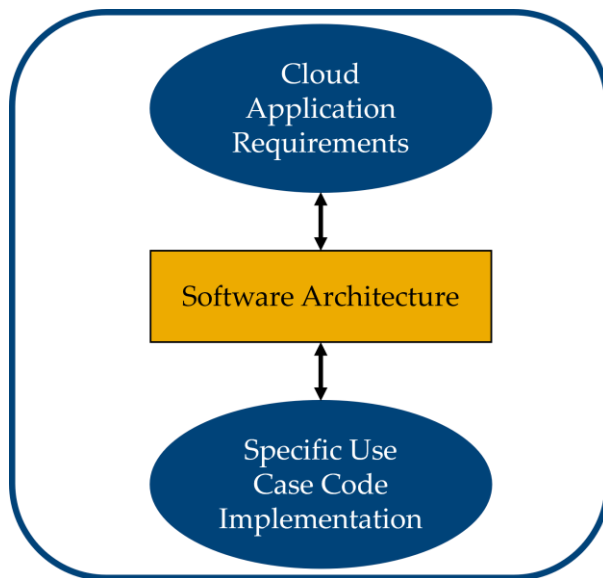 Cloud
Application
Requirements
Software Architecture
Specific Use
Case Code
Implementation